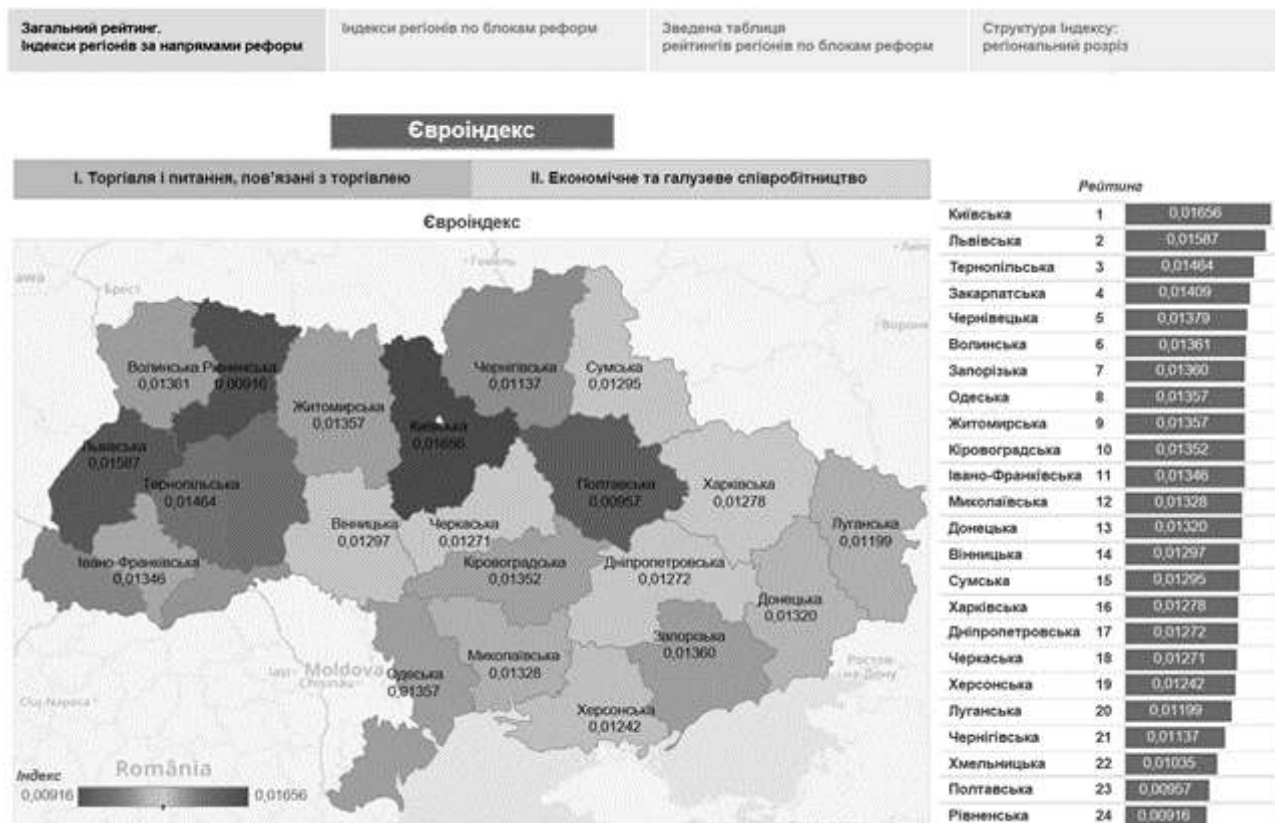 Загальний рейтинг.
Індекси регіонів за напрямами реформ
Індекси регіонів по блокам реформ
Зведена таблиця
рейтингів регіонів по блокам реформ
Структура Індексу:
регіональний розріз
Євроіндекс
І. Торгівля і питання, пов'язані з торгівлею
ІІ. Економічне та галузеве співробітництво
Євроіндекс
Брест
Гомель
Волинська
0,01361
Рівненська
0,00916
Житомирська
0,01357
Київська
0,01656
Чернігівська
0,01137
Сумська
0,01295
Львівська
0,01587
Тернопільська
0,01464
Вінницька
0,01297
Черкаська
0,01271
Полтавська
0,00957
Харківська
0,01278
Луганська
0,01199
Івано-Франківська
0,01346
Кіровоградська
0,01352
Дніпропетровська
0,01272
Донецька
0,01320
Одеська
0,91357
Миколаївська
0,01328
Запорізька
0,01360
Херсонська
0,01242
Moldova
Cluj-Napoca
România
Ростов-
на-Дону
Індекс
0,00916
0,01656
Рейтинг
Київська 1 0,01656
Львівська 2 0,01587
Тернопільська 3 0,01464
Закарпатська 4 0,01409
Чернівецька 5 0,01379
Волинська 6 0,01361
Запорізька 7 0,01360
Одеська 8 0,01357
Житомирська 9 0,01357
Кіровоградська 10 0,01352
Івано-Франківська 11 0,01346
Миколаївська 12 0,01328
Донецька 13 0,01320
Вінницька 14 0,01297
Сумська 15 0,01295
Харківська 16 0,01278
Дніпропетровська 17 0,01272
Черкаська 18 0,01271
Херсонська 19 0,01242
Луганська 20 0,01199
Чернігівська 21 0,01137
Хмельницька 22 0,01035
Полтавська 23 0,00957
Рівненська 24 0,00916